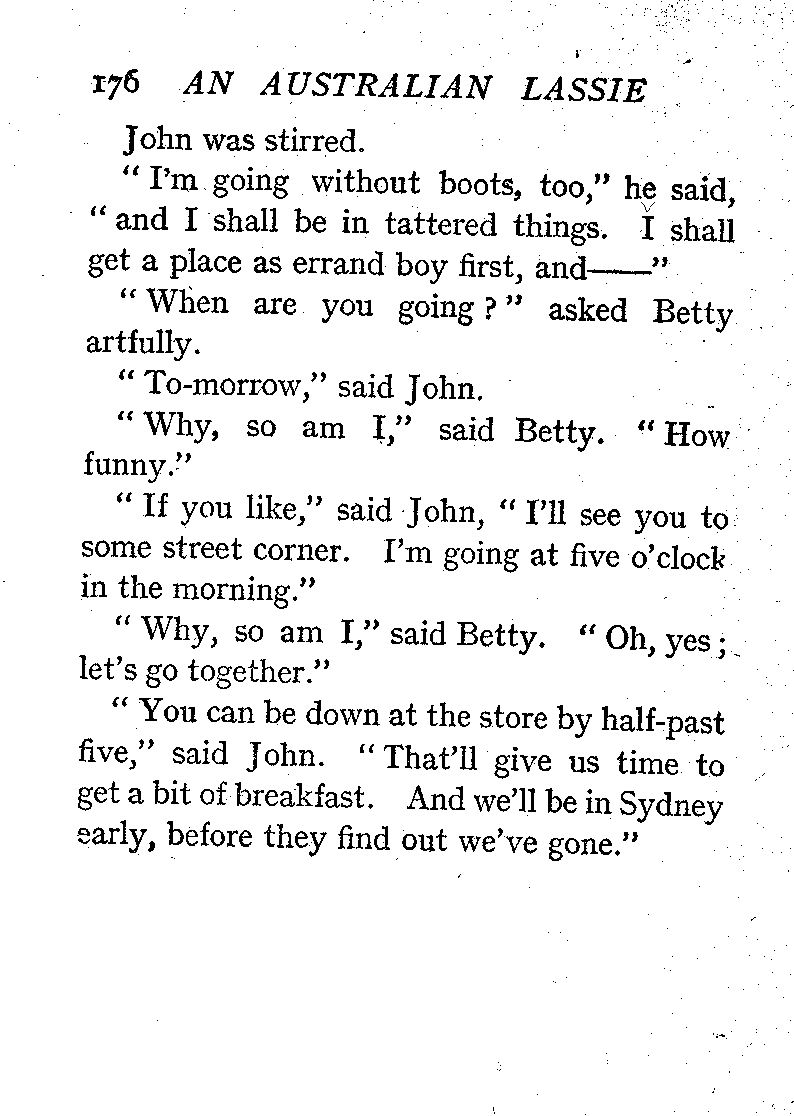 176 AN AUSTRALIAN LASSIE
John was stirred.
“ I’m going without boots, too,” he said,
“ and I shall be in tattered things. I shall
get a place as errand boy first, and——”
“ When are you going ? ” asked Betty
artfully.
“ To-morrow,” said John.
“ Why, so am I,” said Betty. “ How
funny.”
“ If you like,” said John, “ I’ll see you to
some street corner. I’m going at five o’clock
in the morning.”
“ Why, so am I,” said Betty. “ Oh, yes ;
let’s go together.”
“ You can be down at the store by half-past
five,” said John. “ That’ll give us time to
get a bit of breakfast. And we’ll be in Sydney
early, before they find out we’ve gone.”